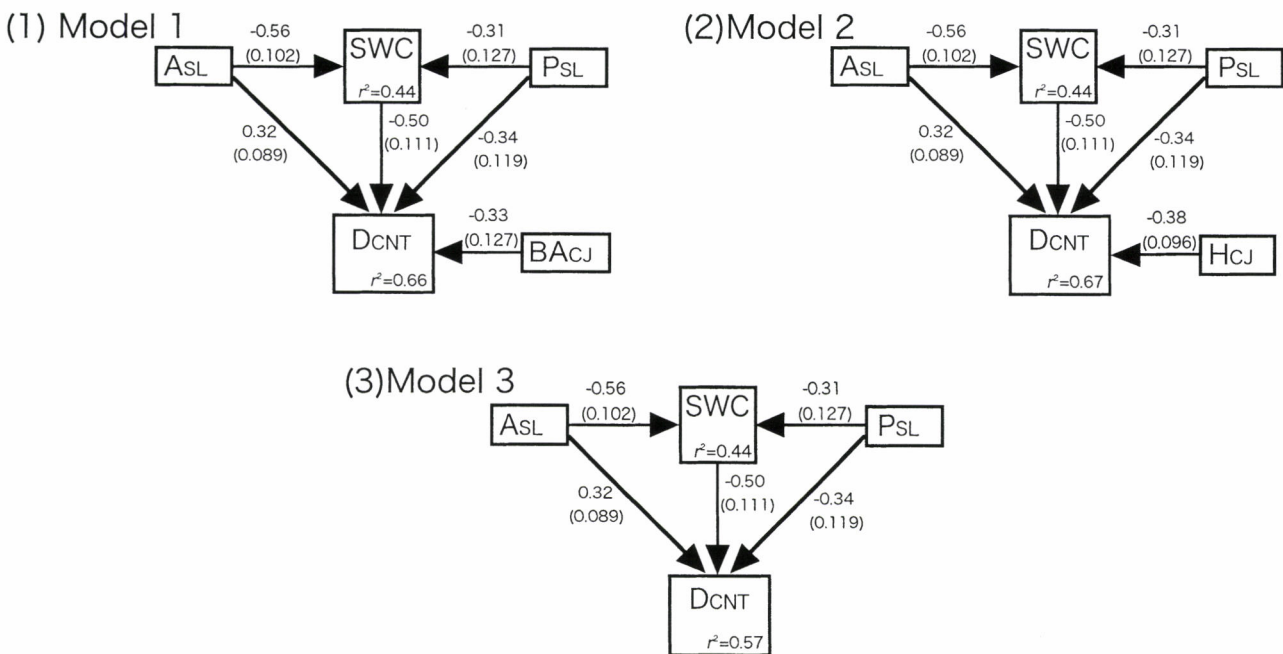 (1) Model 1
-0.56
(0.102)
SWC
-0.31
(0.127)
ASL
PSL
r²=0.44
0.32
(0.089)
-0.50
(0.111)
-0.34
(0.119)
DCNT
-0.33
(0.127)
BACJ
r²=0.66
(2)Model 2
-0.56
(0.102)
SWC
-0.31
(0.127)
ASL
PSL
r²=0.44
0.32
(0.089)
-0.50
(0.111)
-0.34
(0.119)
DCNT
-0.38
(0.096)
HCJ
r²=0.67
(3)Model 3
-0.56
(0.102)
SWC
-0.31
(0.127)
ASL
PSL
r²=0.44
0.32
(0.089)
-0.50
(0.111)
-0.34
(0.119)
DCNT
r²=0.57